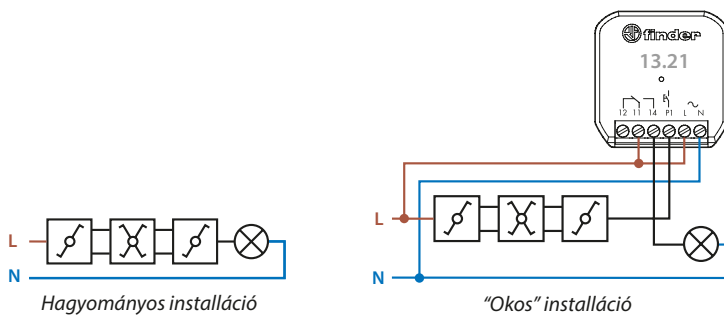 finder
13.21
12 11 14 P1 L N
L
N
L
N
Hagyományos installáció
"Okos" installáció